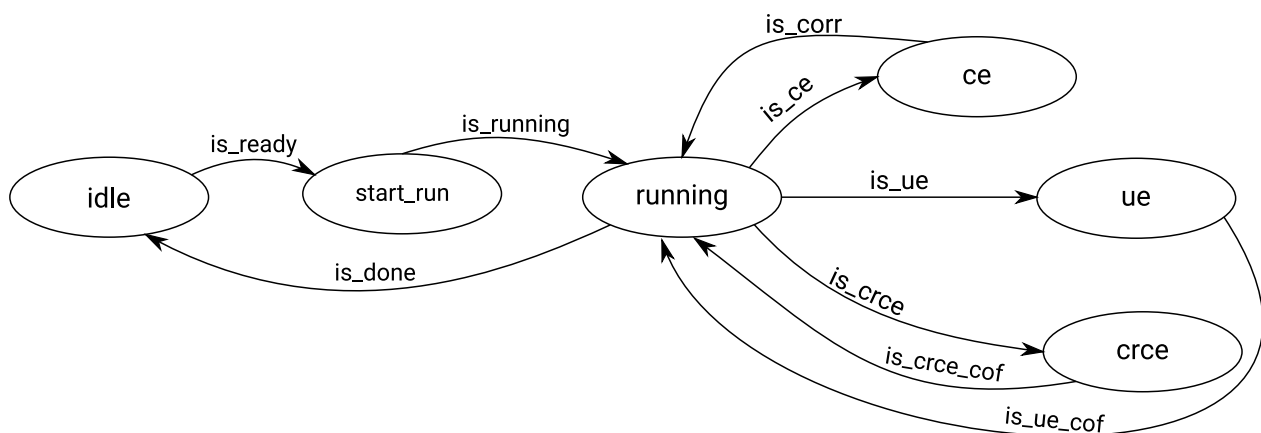 is_corr
ce
is_ce
is_running
is_ready
start_run
idle
running
is_ue
ue
is_done
is_crce
crce
is_crce_cof
is_ue_cof